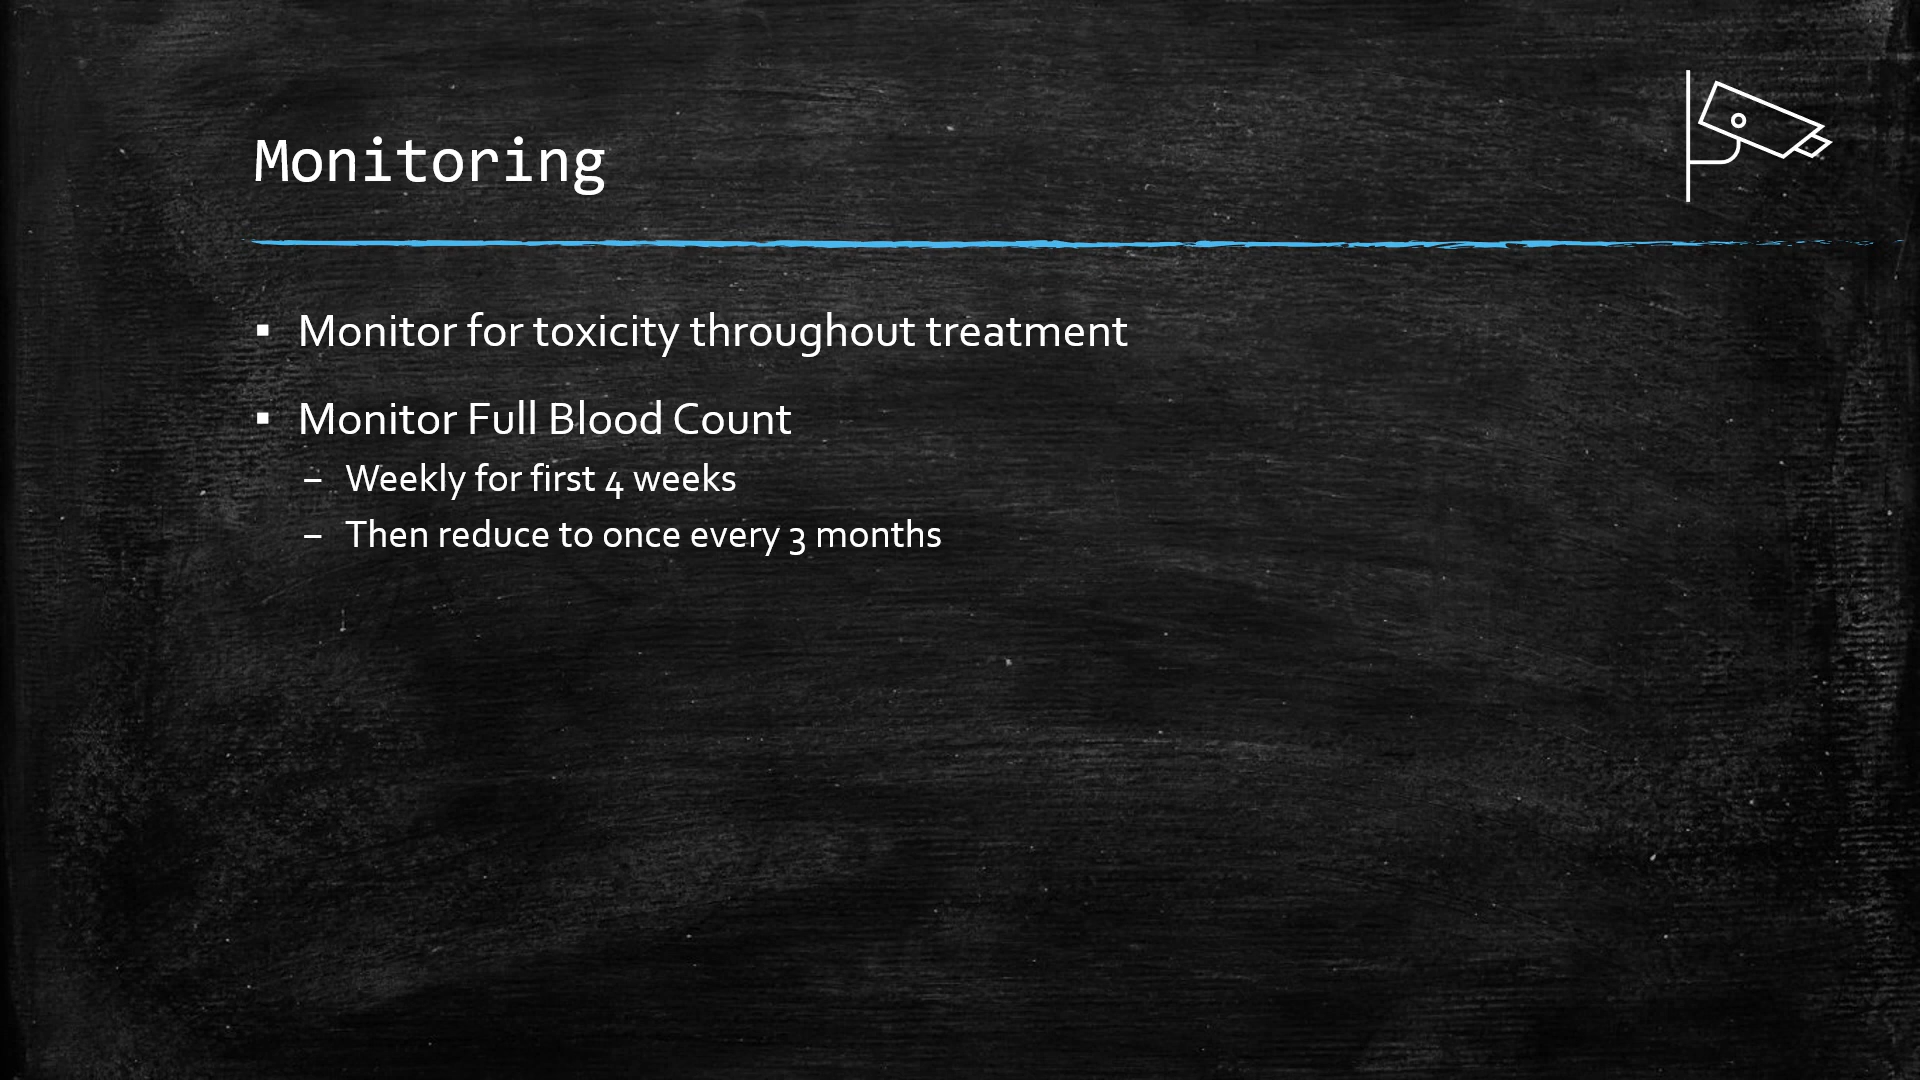 Monitoring
▪ Monitor for toxicity throughout treatment
▪ Monitor Full Blood Count
– Weekly for first 4 weeks
– Then reduce to once every 3 months